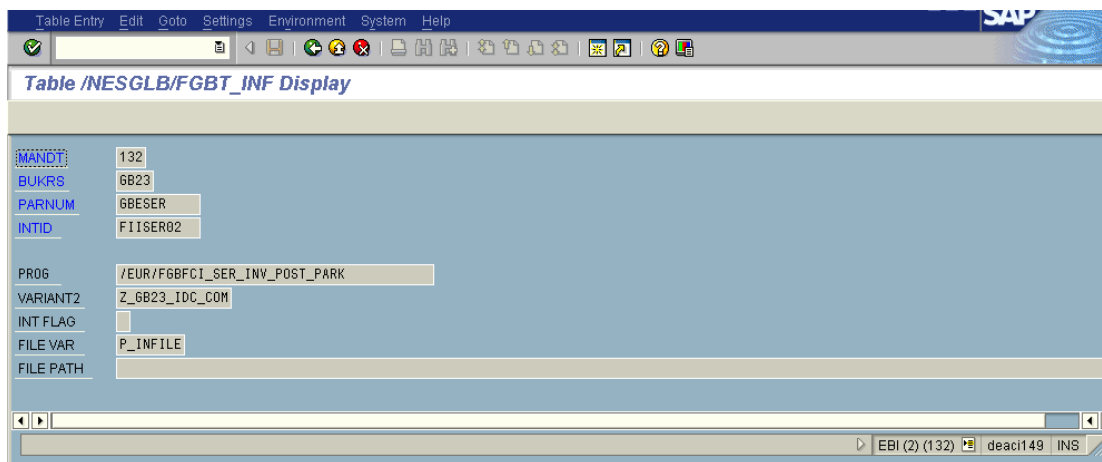 Table Entry Edit Goto Settings Environment System Help
SAP
Table /NESGLB/FGBT_INF Display
MANDT 132
BUKRS GB23
PARNUM GBESER
INTID FIISER02
PROG /EUR/FGBFCI_SER_INV_POST_PARK
VARIANT2 Z_GB23_IDC_COM
INT FLAG
FILE VAR P_INFILE
FILE PATH
EBI (2) (132) deaci149 INS